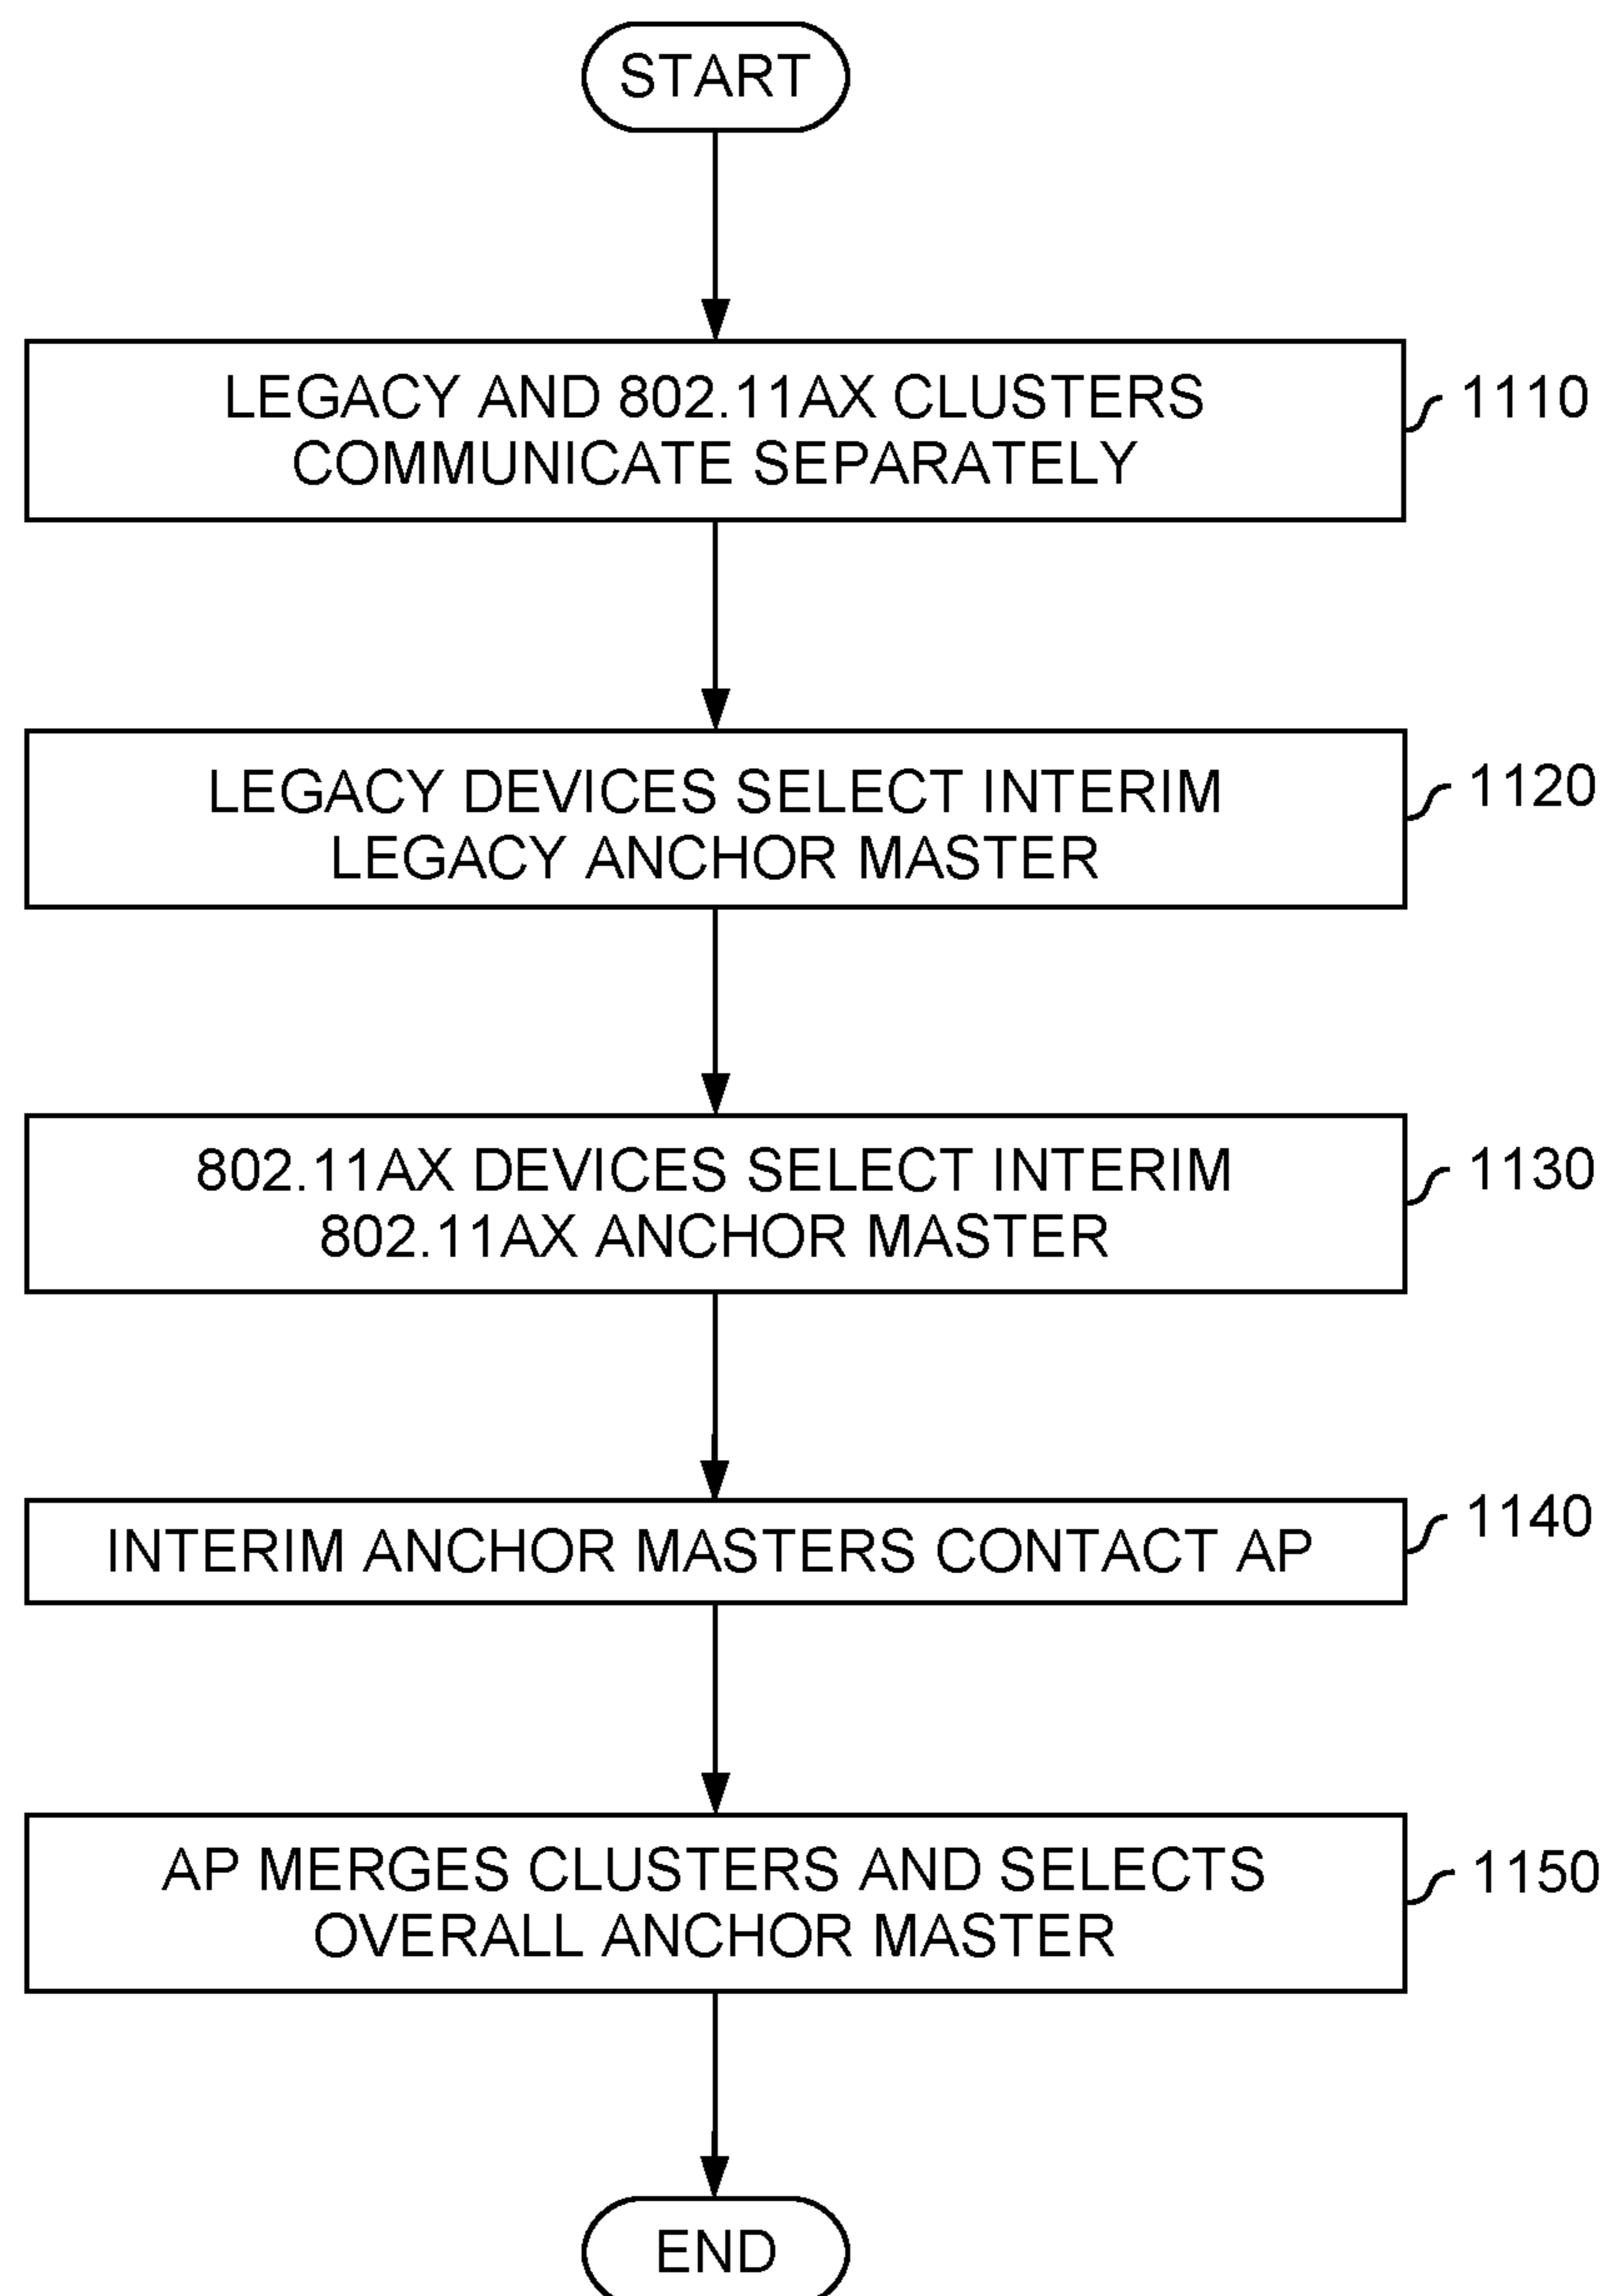 START
LEGACY AND 802.11AX CLUSTERS
COMMUNICATE SEPARATELY
1110
LEGACY DEVICES SELECT INTERIM
LEGACY ANCHOR MASTER
1120
802.11AX DEVICES SELECT INTERIM
802.11AX ANCHOR MASTER
1130
INTERIM ANCHOR MASTERS CONTACT AP
1140
AP MERGES CLUSTERS AND SELECTS
OVERALL ANCHOR MASTER
1150
END